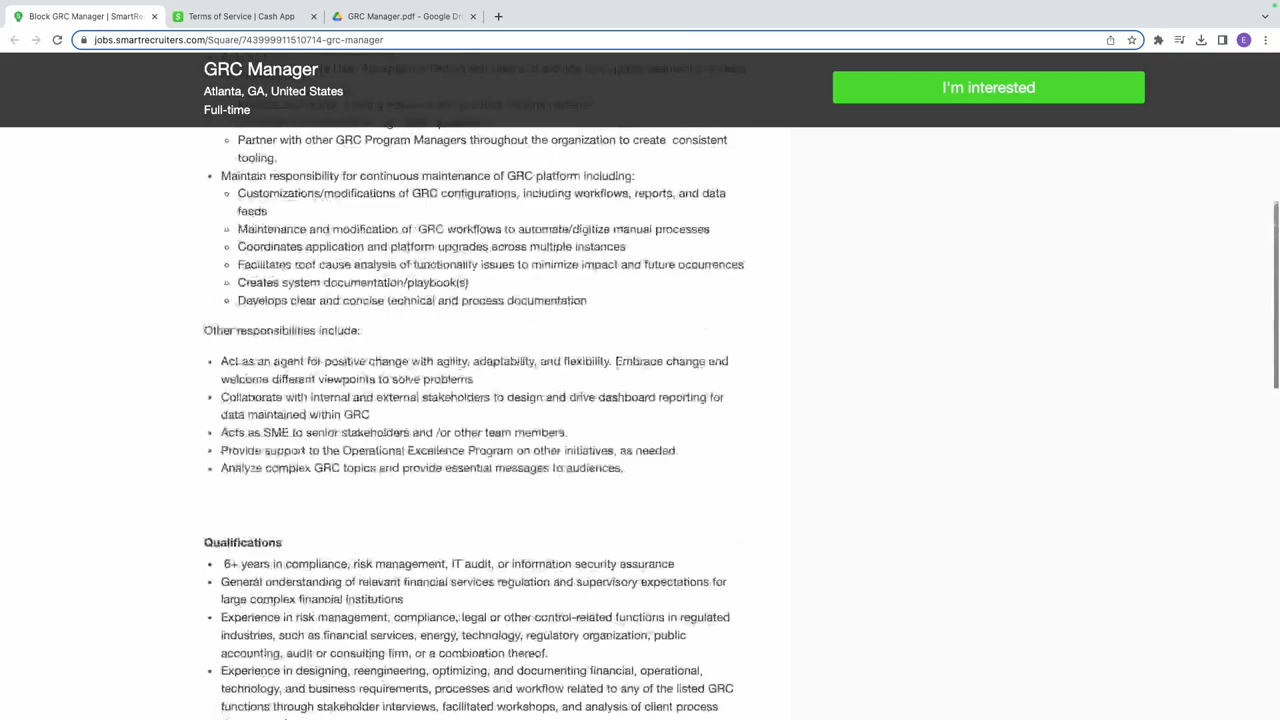 Block GRC Manager | SmartRe
Terms of Service | Cash App
GRC Manager.pdf - Google Dri
jobs.smartrecruiters.com/Square/743999911510714-grc-manager
E
GRC Manager
Atlanta, GA, United States
Full-time
I'm interested
Partner with other GRC Program Managers throughout the organization to create consistent
tooling.
Maintain responsibility for continuous maintenance of GRC platform including:
Customizations/modifications of GRC configurations, including workflows, reports, and data
feeds
Maintenance and modification of GRC workflows to automate/digitize manual processes
Coordinates application and platform upgrades across multiple instances
Facilitates root cause analysis of functionality issues to minimize impact and future occurrences
Creates system documentation/playbook(s)
Develops clear and concise technical and process documentation
Other responsibilities include:
Act as an agent for positive change with agility, adaptability, and flexibility. Embrace change and
welcome different viewpoints to solve problems
Collaborate with internal and external stakeholders to design and drive dashboard reporting for
data maintained within GRC
Acts as SME to senior stakeholders and /or other team members.
Provide support to the Operational Excellence Program on other initiatives, as needed.
Analyze complex GRC topics and provide essential messages to audiences.
Qualifications
6+ years in compliance, risk management, IT audit, or information security assurance
General understanding of relevant financial services regulation and supervisory expectations for
large complex financial institutions
Experience in risk management, compliance, legal or other control-related functions in regulated
industries, such as financial services, energy, technology, regulatory organization, public
accounting, audit or consulting firm, or a combination thereof.
Experience in designing, reengineering, optimizing, and documenting financial, operational,
technology, and business requirements, processes and workflow related to any of the listed GRC
functions through stakeholder interviews, facilitated workshops, and analysis of client process